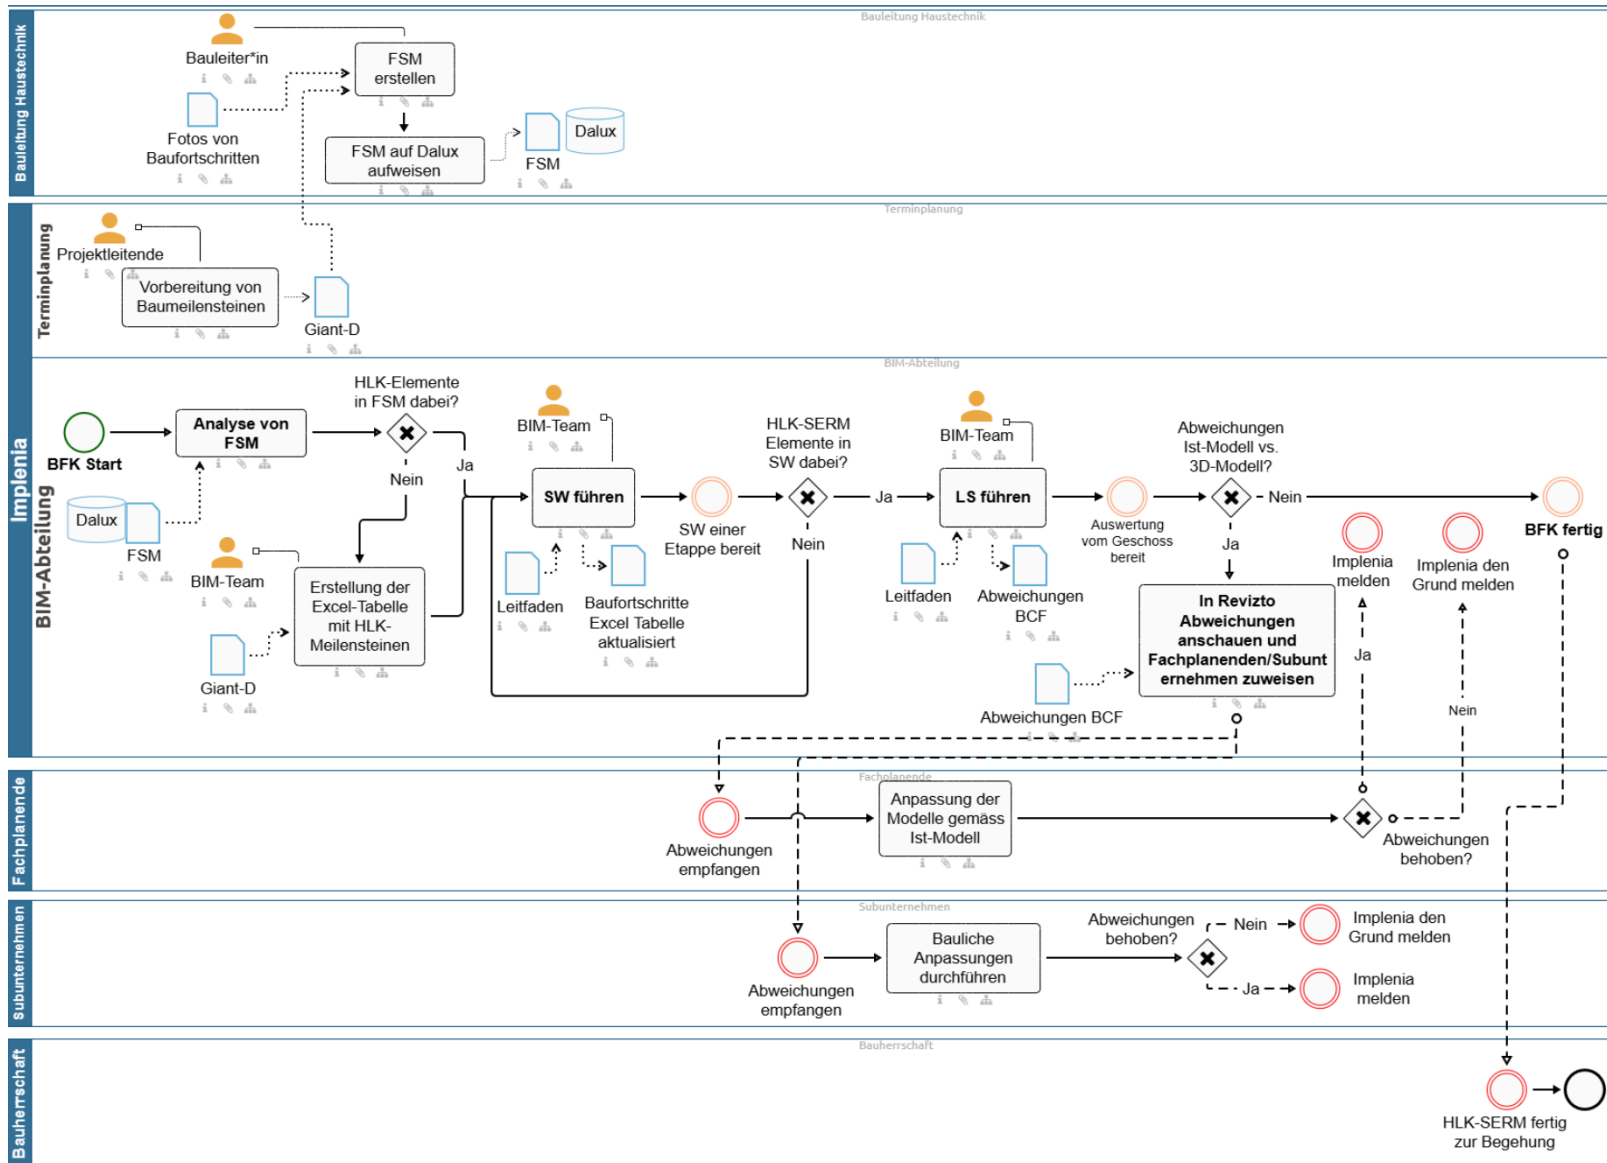 Bauleitung Haustechnik
Bauleitung Haustechnik
Bauleiter*in
FSM
erstellen
Fotos von
Baufortschritten
FSM auf Dalux
aufweisen
FSM
Dalux
Implenia
Terminplanung
Terminplanung
Projektleitende
Vorbereitung von
Baumeilensteinen
Giant-D
BIM-Abteilung
BIM-Abteilung
BFK Start
Analyse von
FSM
Dalux
FSM
HLK-Elemente
in FSM dabei?
Ja
Nein
BIM-Team
Erstellung der
Excel-Tabelle
mit HLK-
Meilensteinen
Giant-D
BIM-Team
SW führen
Leitfaden
Baufortschritte
Excel Tabelle
aktualisiert
SW einer
Etappe bereit
HLK-SERM
Elemente in
SW dabei?
Ja
Nein
BIM-Team
LS führen
Leitfaden
Abweichungen
BCF
Auswertung
vom Geschoss
bereit
Abweichungen
Ist-Modell vs.
3D-Modell?
Nein
Ja
In Revizto
Abweichungen
anschauen und
Fachplanenden/Subunt
ernehmen zuweisen
Abweichungen BCF
Implenia
melden
Ja
Implenia den
Grund melden
Nein
BFK fertig
Fachplanende
Fachplanende
Abweichungen
empfangen
Anpassung der
Modelle gemäss
Ist-Modell
Abweichungen
behoben?
Subunternehmen
Subunternehmen
Abweichungen
empfangen
Bauliche
Anpassungen
durchführen
Abweichungen
behoben?
Nein
Implenia den
Grund melden
Ja
Implenia
melden
Bauherrschaft
Bauherrschaft
HLK-SERM fertig
zur Begehung